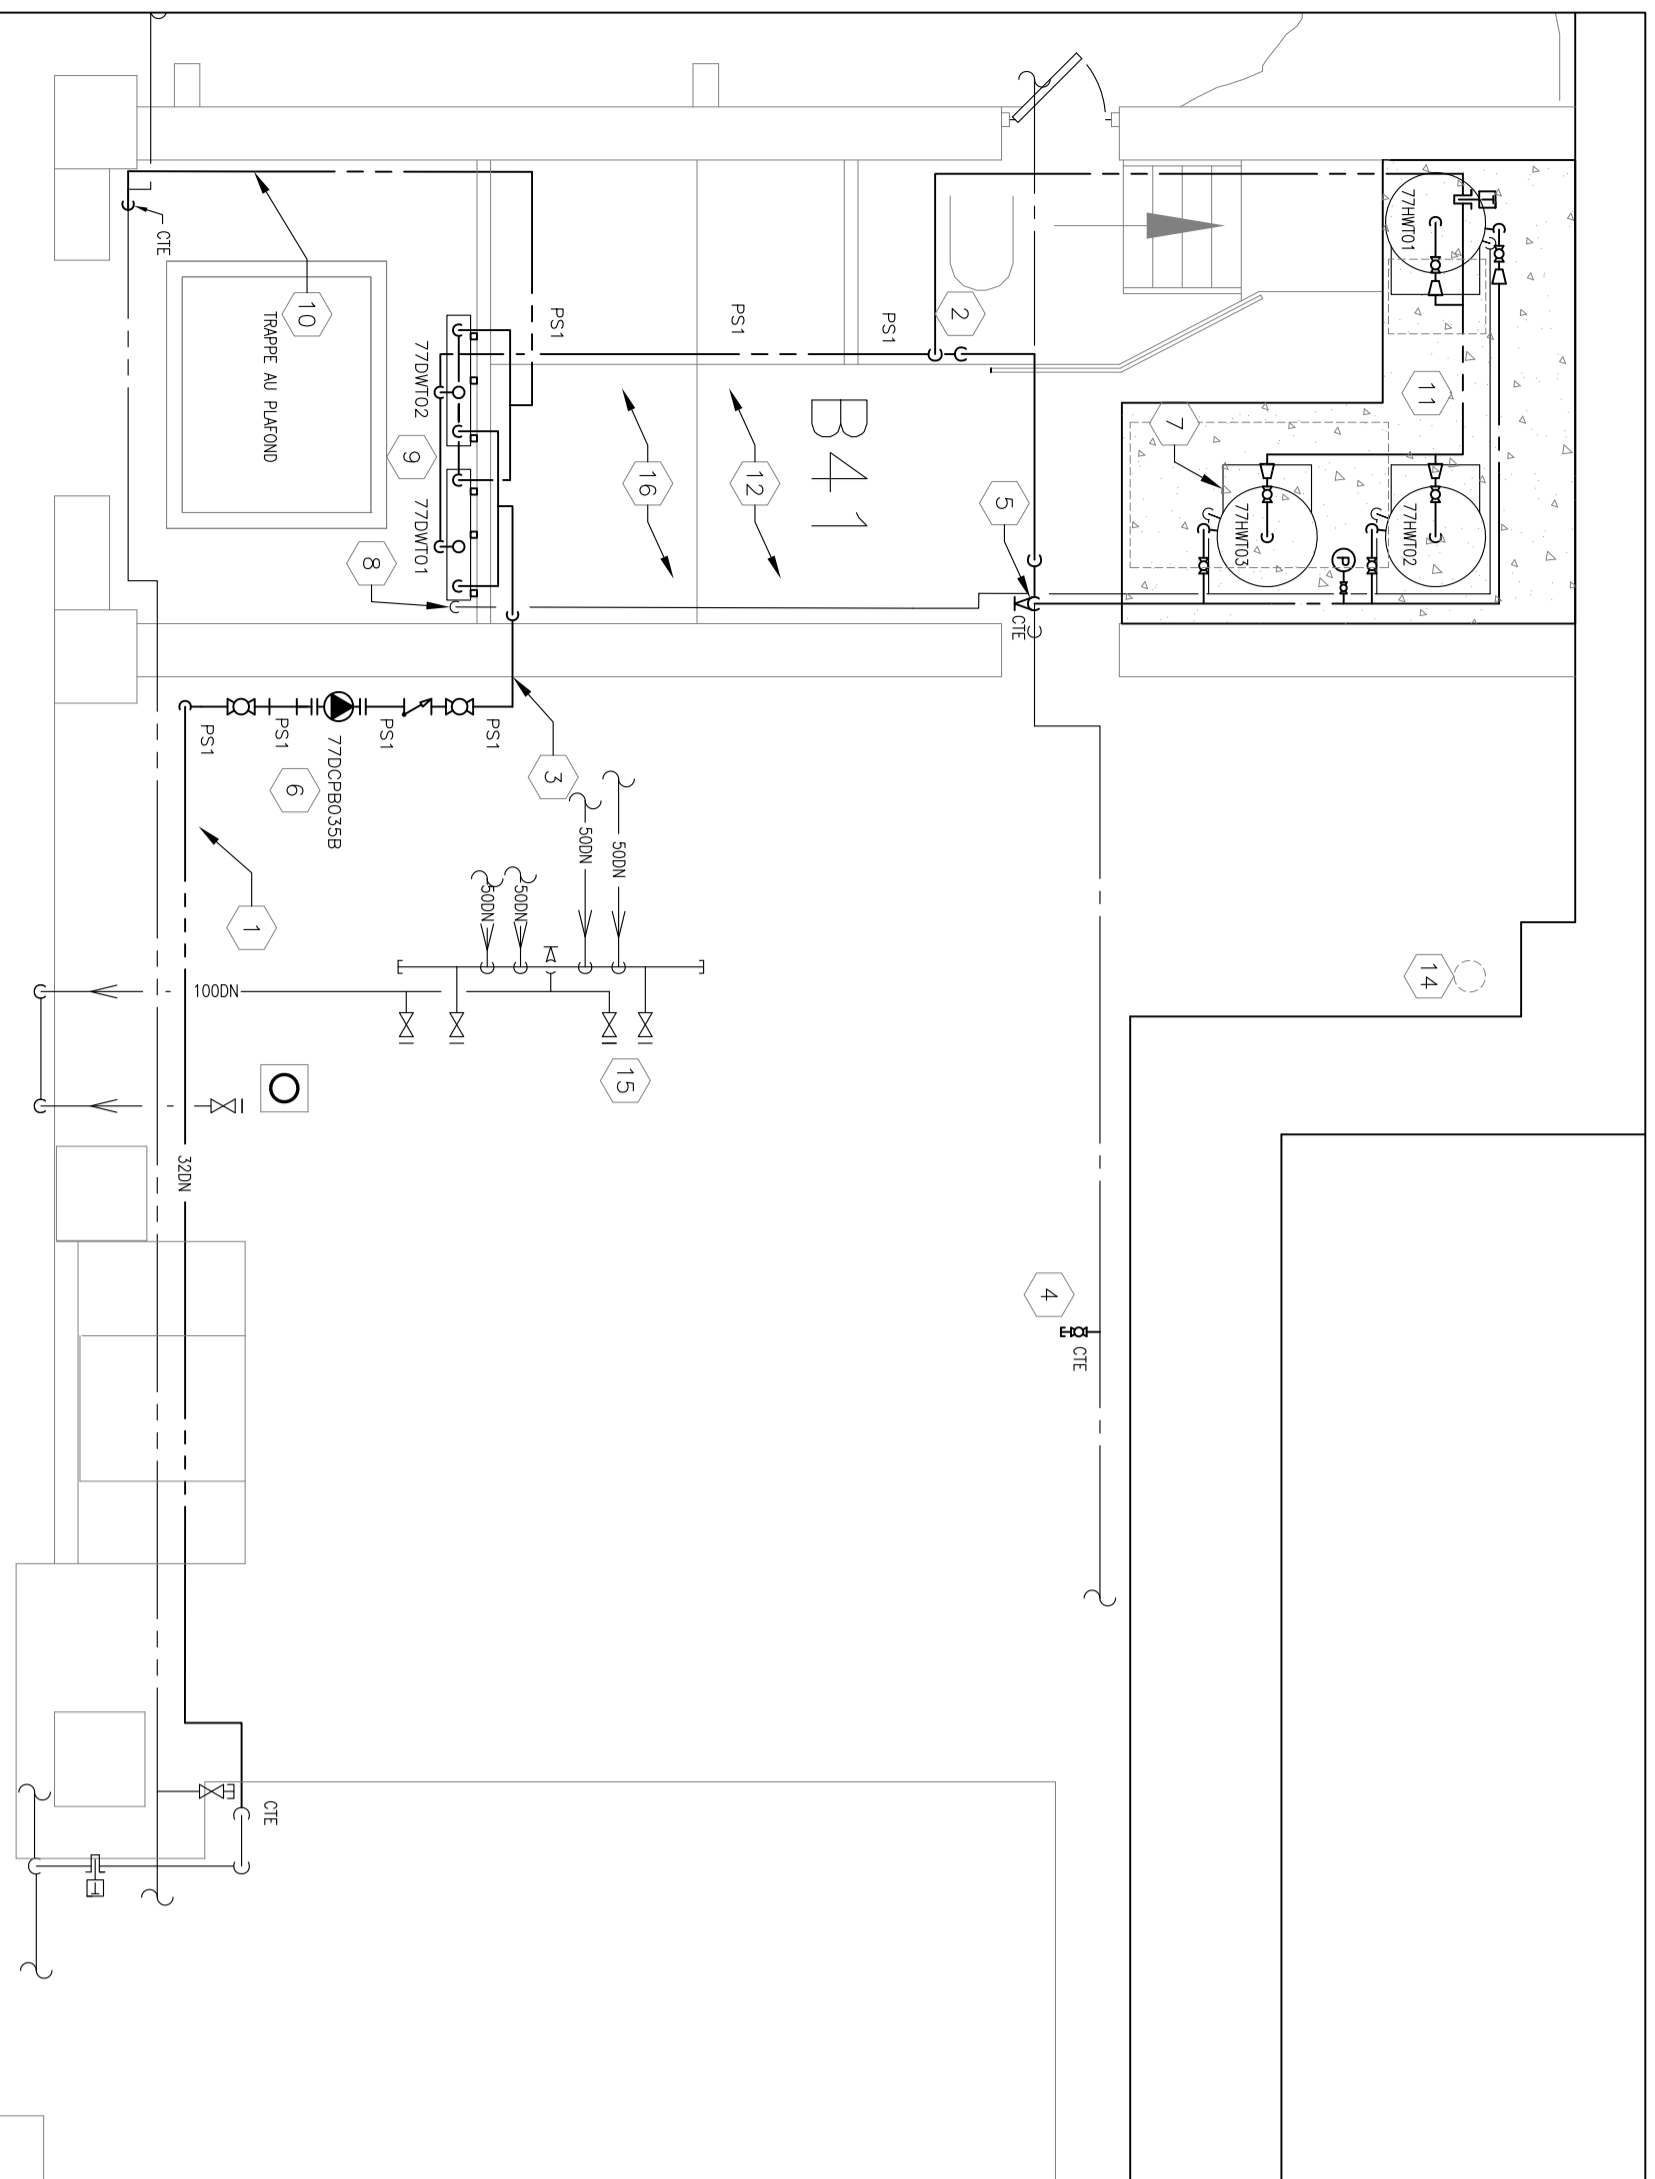 77HWT01
77HWT02
14
11
P
77HWT03
7
CTE
4
CTE
5
2
PS1
B41
12
PS1
16
15
50DN
50DN
PS1
3
50DN
PS1
50DN
77DWT02
77DWT01
9
PS1
8
77DCPB035B
10
6
PS1
TRAPPE AU PLAFOND
CTE
1
100DN
PS1
32DN
CTE